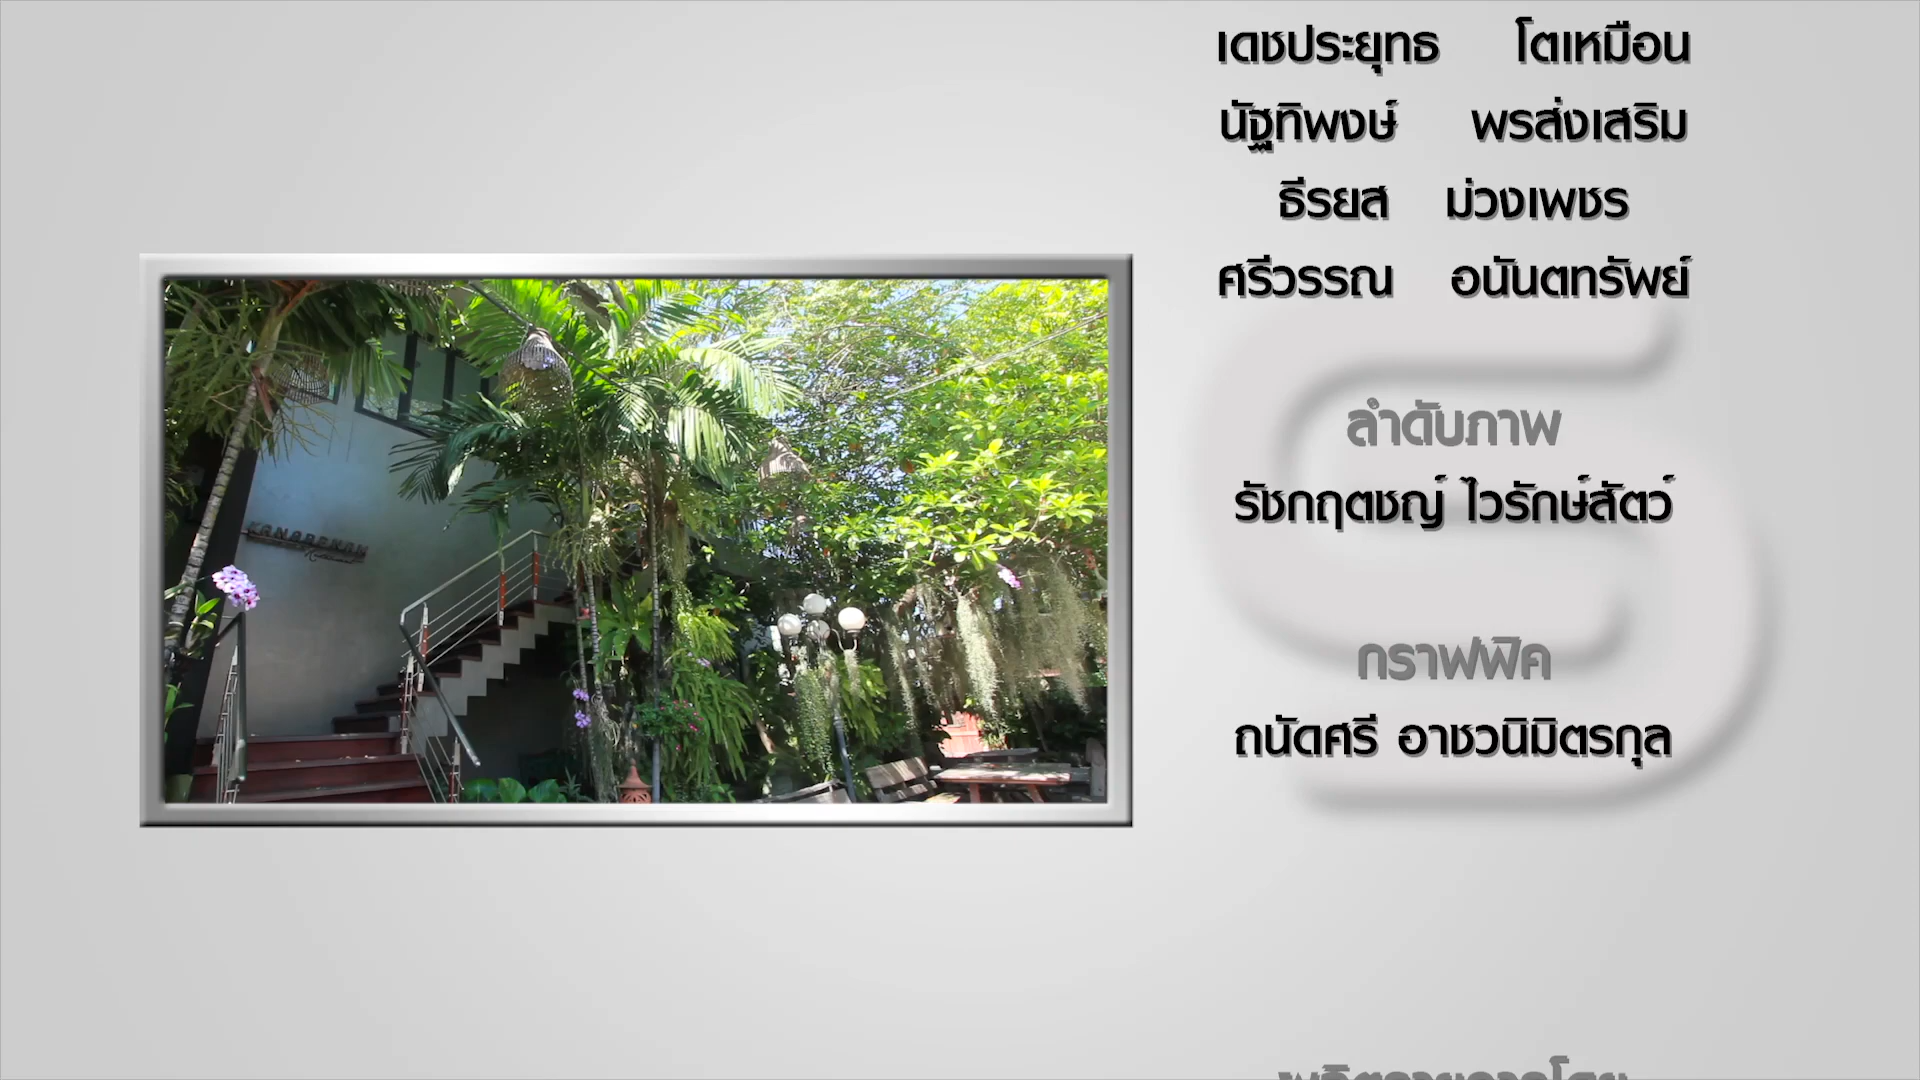 เดชประยุทธ โตเหมือน
นัฐทิพงษ์ พรส่งเสริม
ธีรยส ม่วงเพชร
ศรีวรรณ อนันตทรัพย์
ลำดับภาพ
รัชกฤตชญ์ ไวรักษ์สัตว์
กราฟฟิค
ถนัดศรี อาชวนิมิตรกุล